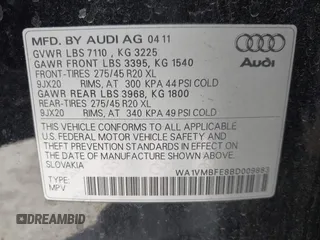 MFD. BY AUDI AG 04 11
GVWR LBS 7110 , KG 3225
GAWR FRONT LBS 3395, KG 1540
FRONT-TIRES 275/45 R20 XL
9JX20 RIMS, AT 300 KPA 44 PSI COLD
GAWR REAR LBS 3968, KG 1800
REAR-TIRES 275/45 R20 XL
9JX20 RIMS, AT 340 KPA 49 PSI COLD
THIS VEHICLE CONFORMS TO ALL APPLICABLE
U.S. FEDERAL MOTOR VEHICLE SAFETY AND
THEFT PREVENTION STANDARDS IN EFFECT ON
THE DATE OF MANUFACTURE SHOWN ABOVE.
SLOVAKIA
Audi
TYPE:
MPV
DREAMBID